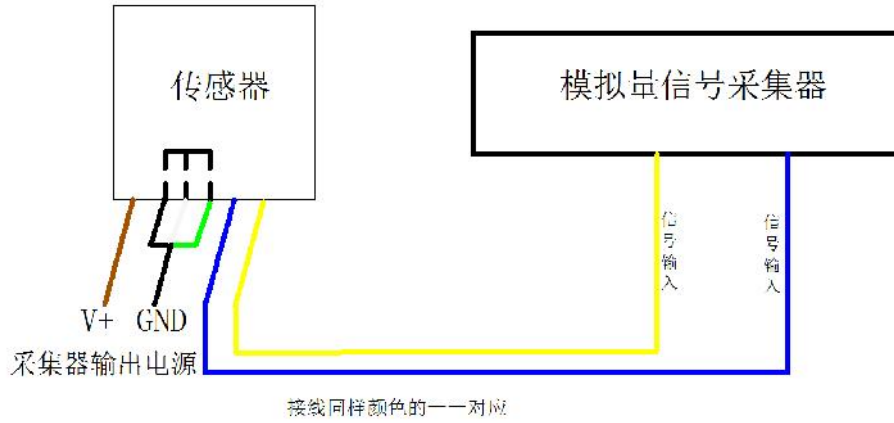 传感器
模拟量信号采集器
信号输入
信号输入
V+ GND
采集器输出电源
接线同样颜色的一一对应